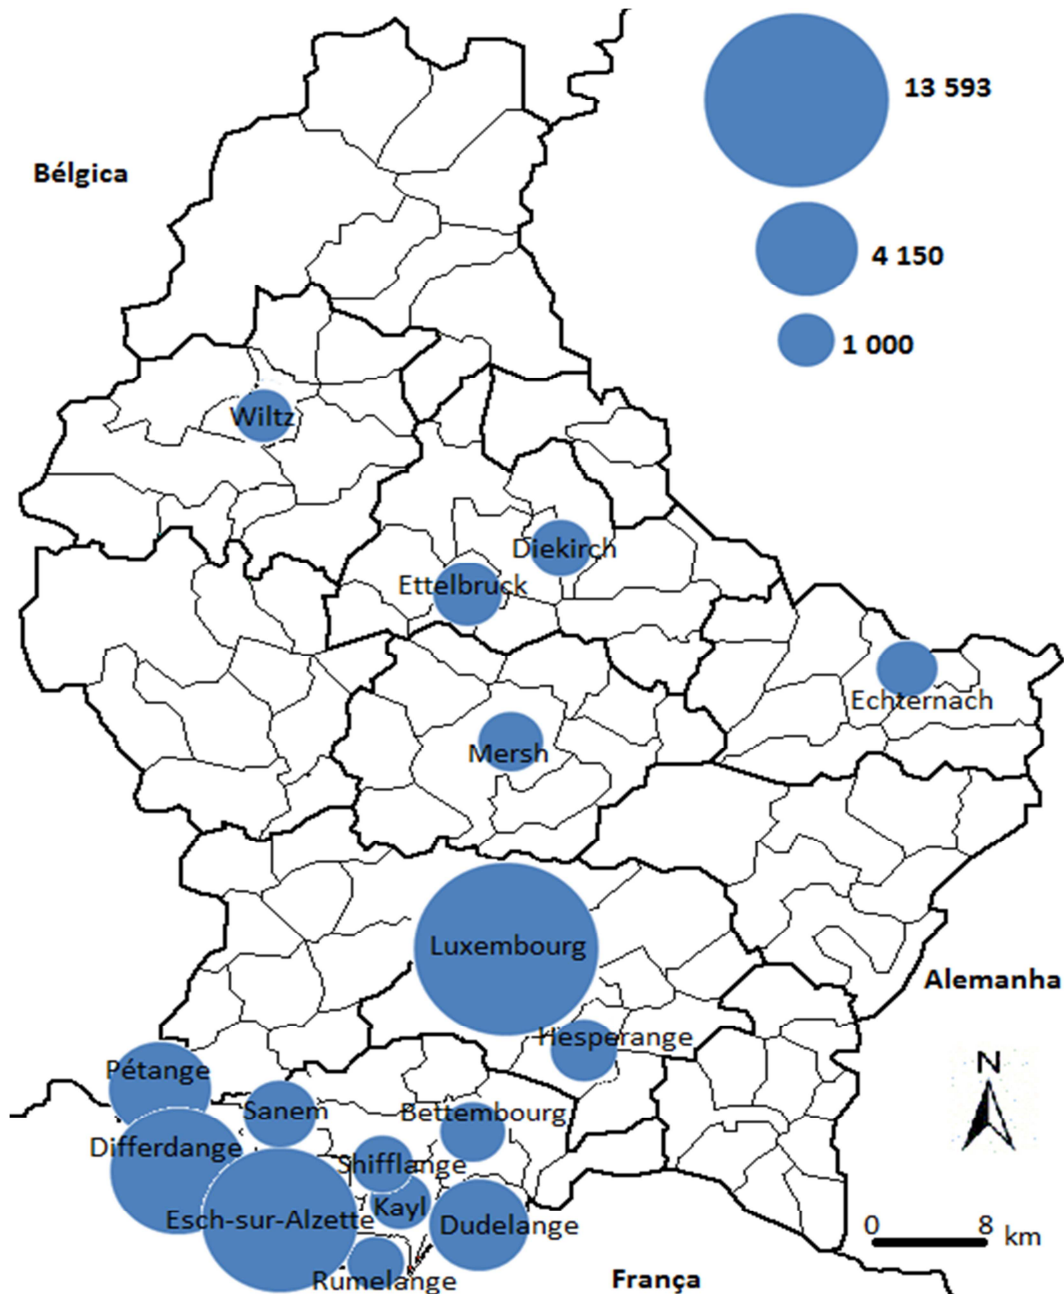 13 593
Bélgica
4 150
1 000
Wiltz
Diekirch
Ettelbruck
Echternach
Mersh
Luxembourg
Alemanha
Hesperange
Pétange
N
Sanem
Bettembourg
Differdange
Shifflange
Kayl
Esch-sur-Alzette
Dudelange
0 8 km
Rumelange
França